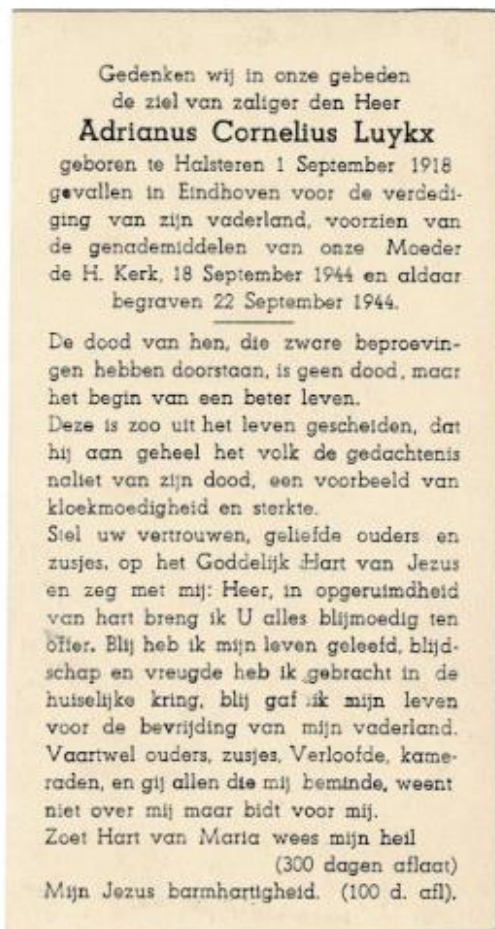 Gedenken wij in onze gebeden
de ziel van zaliger den Heer
Adrianus Cornelius Luykx
geboren te Halsteren 1 September 1918
gevallen in Eindhoven voor de verdedi-
ging van zijn vaderland, voorzien van
de genademiddelen van onze Moeder
de H. Kerk, 18 September 1944 en aldaar
begraven 22 September 1944.
De dood van hen, die zware beproevin-
gen hebben doorstaan, is geen dood, maar
het begin van een beter leven.
Deze is zoo uit het leven gescheiden, dat
hij aan geheel het volk de gedachtenis
naliet van zijn dood, een voorbeeld van
kloekmoedigheid en sterkte.
Stel uw vertrouwen, geliefde ouders en
zusjes, op het Goddelijk Hart van Jezus
en zeg met mij: Heer, in opgeruimdheid
van hart breng ik U alles blijmoedig ten
offer. Blij heb ik mijn leven geleefd, blijd-
schap en vreugde heb ik gebracht in de
huiselijke kring, blij gaf ik mijn leven
voor de bevrijding van mijn vaderland.
Vaartwel ouders, zusjes, Verloofde, kame-
raden, en gij allen die mij beminde, weent
niet over mij maar bidt voor mij.
Zoet Hart van Maria wees mijn heil
(300 dagen aflaat)
Mijn Jezus barmhartigheid. (100 d. afl).